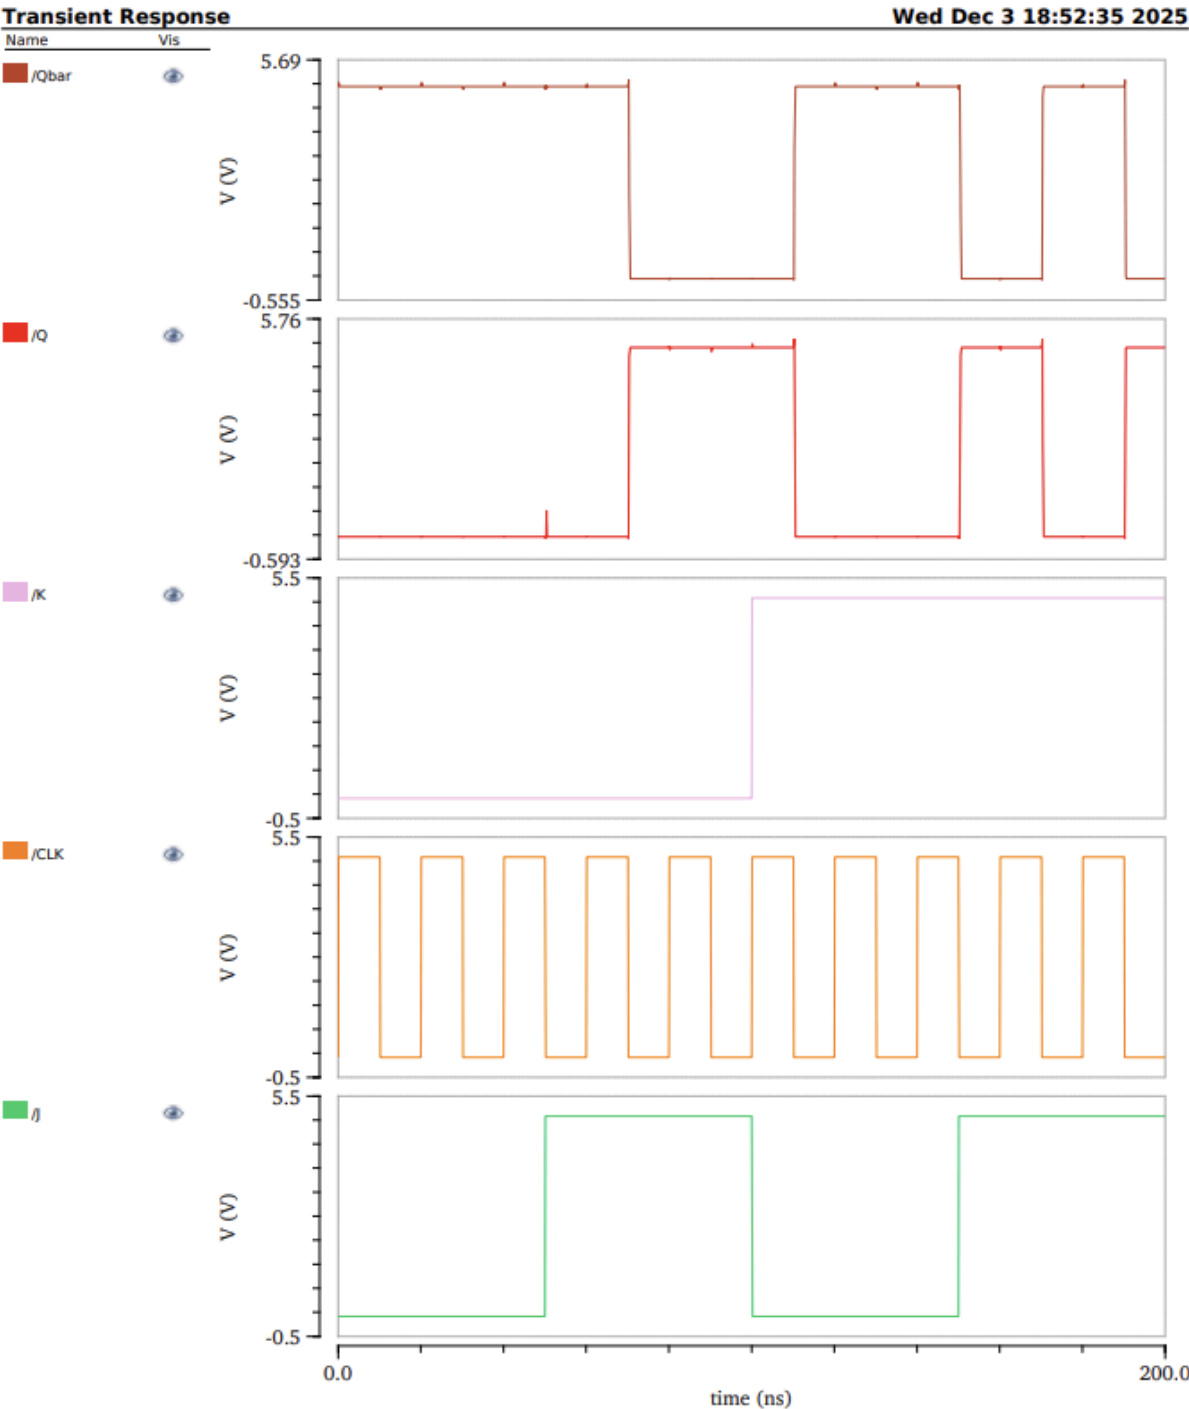 Transient Response Wed Dec 3 18:52:35 2025
Name Vis
/Qbar
5.69
V (V)
-0.555
/Q
5.76
V (V)
-0.593
/K
5.5
V (V)
-0.5
/CLK
5.5
V (V)
-0.5
/J
5.5
V (V)
-0.5
0.0 200.0
time (ns)